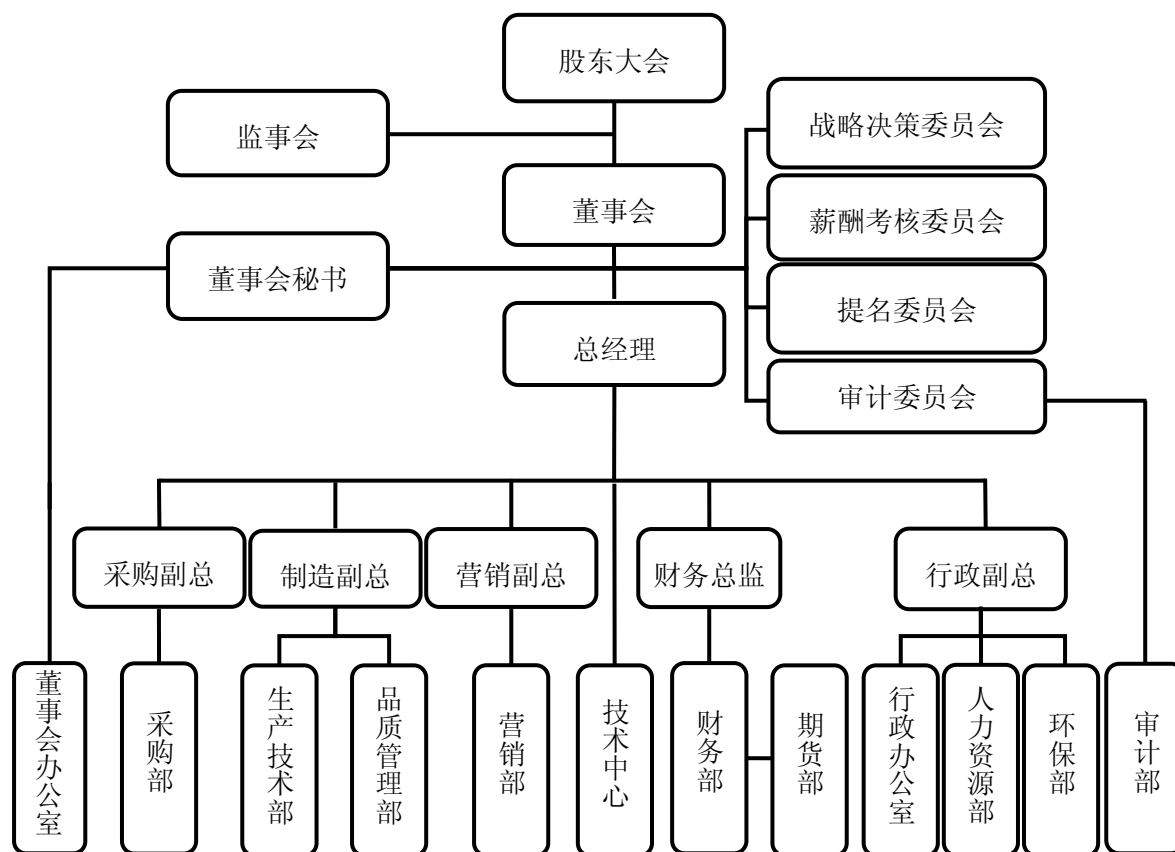 股东大会
监事会
战略决策委员会
董事会
薪酬考核委员会
董事会秘书
提名委员会
总经理
审计委员会
采购副总
制造副总
营销副总
财务总监
行政副总
董事会办公室
采购部
生产技术部
品质管理部
营销部
技术中心
财务部
期货部
行政办公室
人力资源部
环保部
审计部